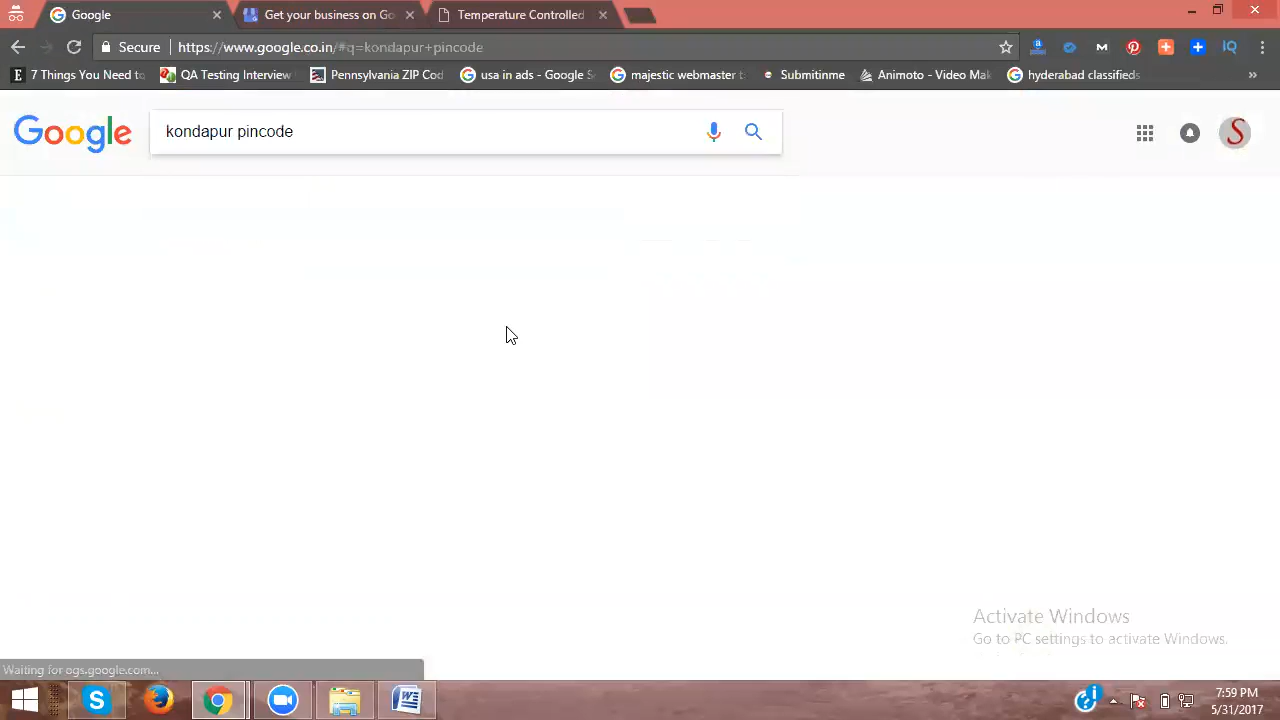 Google
Get your business on Go
Temperature Controlled
Secure
https://www.google.co.in/#q=kondapur+pincode
a
M
IQ
E 7 Things You Need to
QA Testing Interview
Pennsylvania ZIP Cod
usa in ads - Google S
majestic webmaster t
Submitinme
Animoto - Video Mak
hyderabad classifieds
»
Google
kondapur pincode
S
Activate Windows
Go to PC settings to activate Windows.
Waiting for ogs.google.com...
7:59 PM
5/31/2017